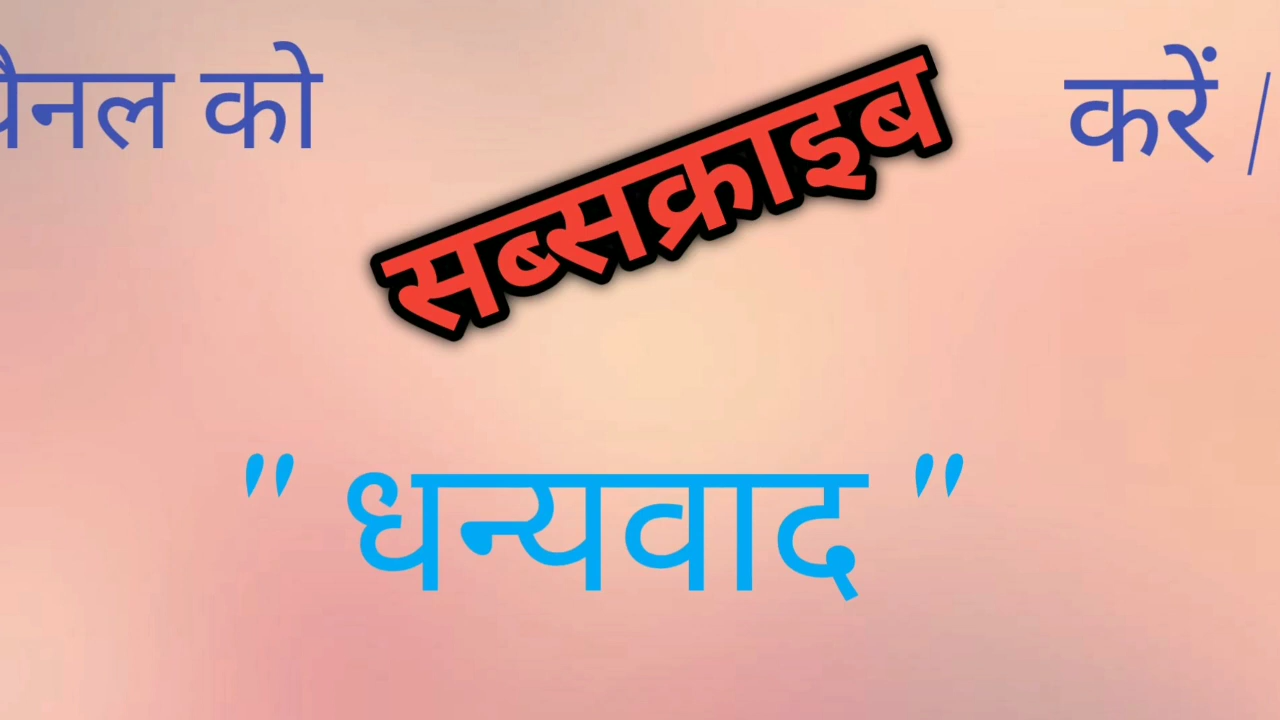 चैनल को सब्सक्राइब करें /
" धन्यवाद "